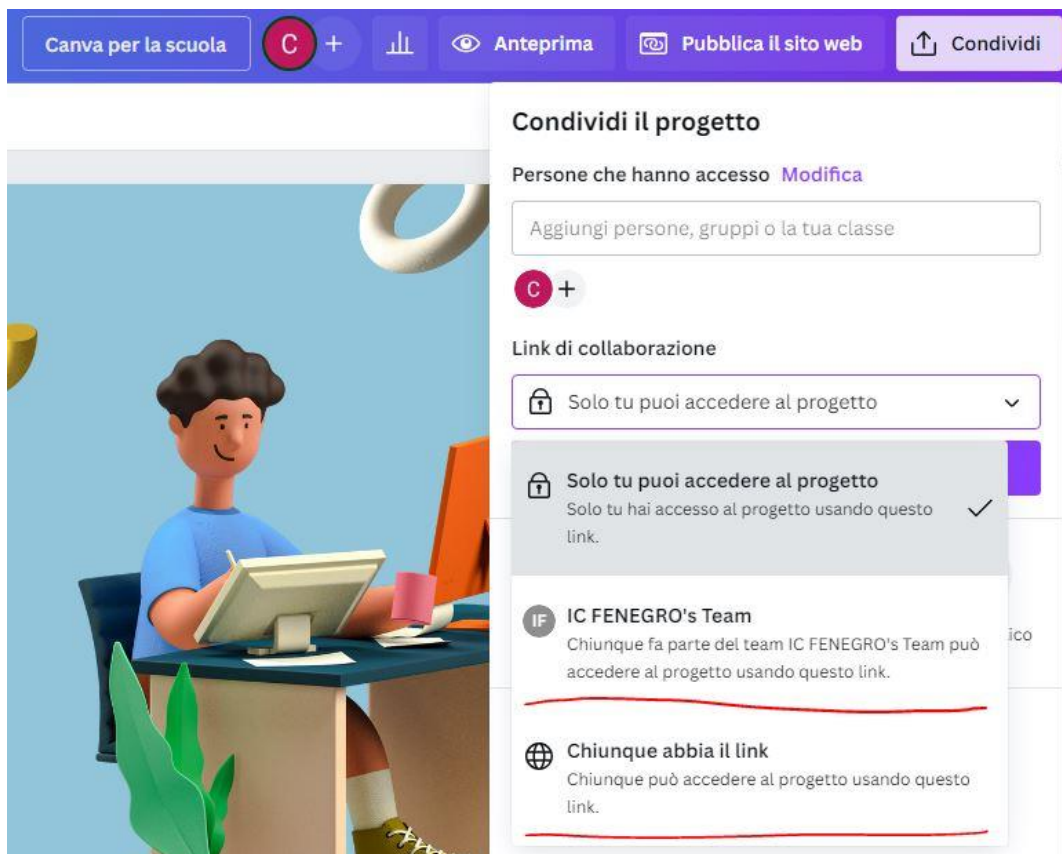 Canva per la scuola C + Anteprima Pubblica il sito web Condividi
Condividi il progetto
Persone che hanno accesso Modifica
Aggiungi persone, gruppi o la tua classe
C +
Link di collaborazione
Solo tu puoi accedere al progetto
Solo tu puoi accedere al progetto
Solo tu hai accesso al progetto usando questo
link.
IF IC FENEGRO's Team
Chiunque fa parte del team IC FENEGRO's Team può
ico
accedere al progetto usando questo link.
Chiunque abbia il link
Chiunque può accedere al progetto usando questo
link.